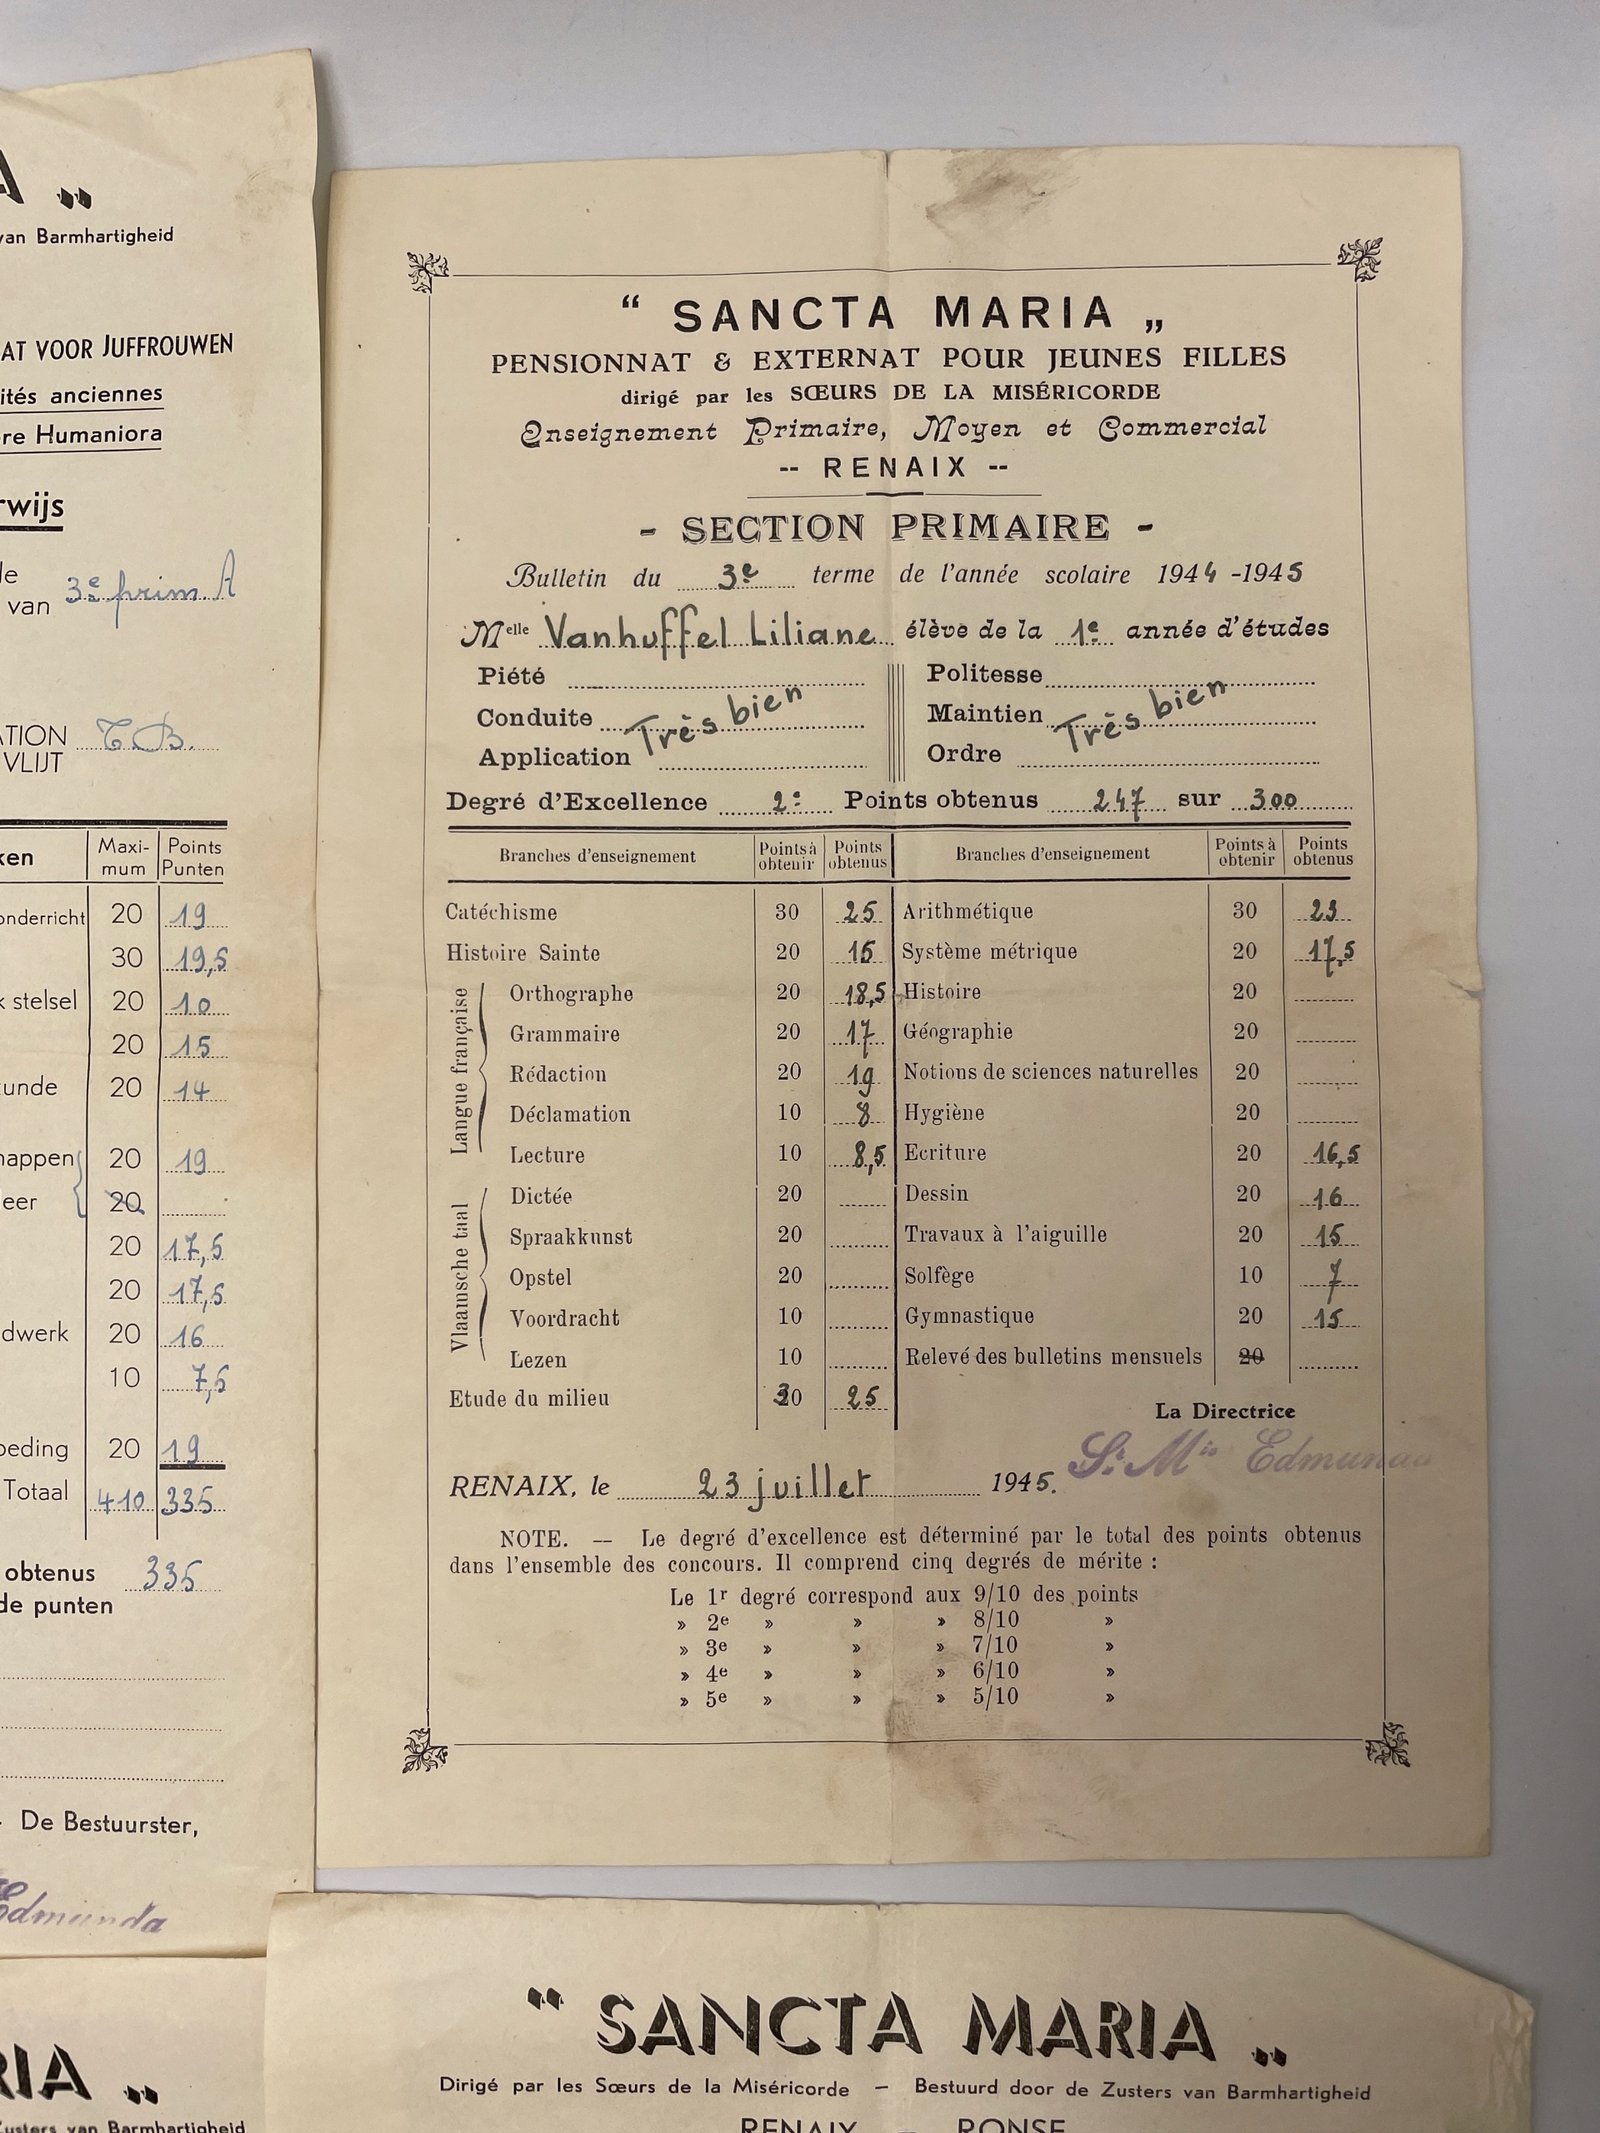 A „
van Barmhartigheid
AT VOOR JUFFROUWEN
ités anciennes
re Humaniora
rwijs
le
van 3e prim A
ATION T B.
VLIJT
ken Maxi-mum Points Punten
onderricht 20 19
30 19,5
k stelsel 20 10
20 15
kunde 20 14
happen 20 19
eer 20
20 17,5
20 17,5
dwerk 20 16
10 7,5
oeding 20 19
Totaal 410 335
obtenus 335
de punten
De Bestuurster,
Edmunda
RIA „
Zusters van Barmhartigheid
“ SANCTA MARIA „
PENSIONNAT & EXTERNAT POUR JEUNES FILLES
dirigé par les SŒURS DE LA MISÉRICORDE
Enseignement Primaire, Moyen et Commercial
-- RENAIX --
- SECTION PRIMAIRE -
Bulletin du 3e terme de l'année scolaire 1944-1945
Melle Vanhuffel Liliane élève de la 1e année d'études
Piété Politesse
Conduite Très bien Maintien Très bien
Application Ordre
Degré d'Excellence 2e Points obtenus 247 sur 300
Branches d'enseignement Points à obtenir Points obtenus Branches d'enseignement Points à obtenir Points obtenus
Catéchisme 30 25 Arithmétique 30 23
Histoire Sainte 20 15 Système métrique 20 17,5
Langue française
Orthographe 20 18,5 Histoire 20
Grammaire 20 17 Géographie 20
Rédaction 20 19 Notions de sciences naturelles 20
Déclamation 10 8 Hygiène 20
Lecture 10 8,5 Ecriture 20 16,5
Vlaamsche taal
Dictée 20 Dessin 20 16
Spraakkunst 20 Travaux à l'aiguille 20 15
Opstel 20 Solfège 10 7
Voordracht 10 Gymnastique 20 15
Lezen 10 Relevé des bulletins mensuels 20
Etude du milieu 30 25
La Directrice
Sr Mie Edmunda
RENAIX, le 23 juillet 1945.
NOTE. — Le degré d'excellence est déterminé par le total des points obtenus
dans l'ensemble des concours. Il comprend cinq degrés de mérite :
Le 1r degré correspond aux 9/10 des points
» 2e » » » 8/10 »
» 3e » » » 7/10 »
» 4e » » » 6/10 »
» 5e » » » 5/10 »
“ SANCTA MARIA „
Dirigé par les Sœurs de la Miséricorde — Bestuurd door de Zusters van Barmhartigheid
RENAIX — RONSE